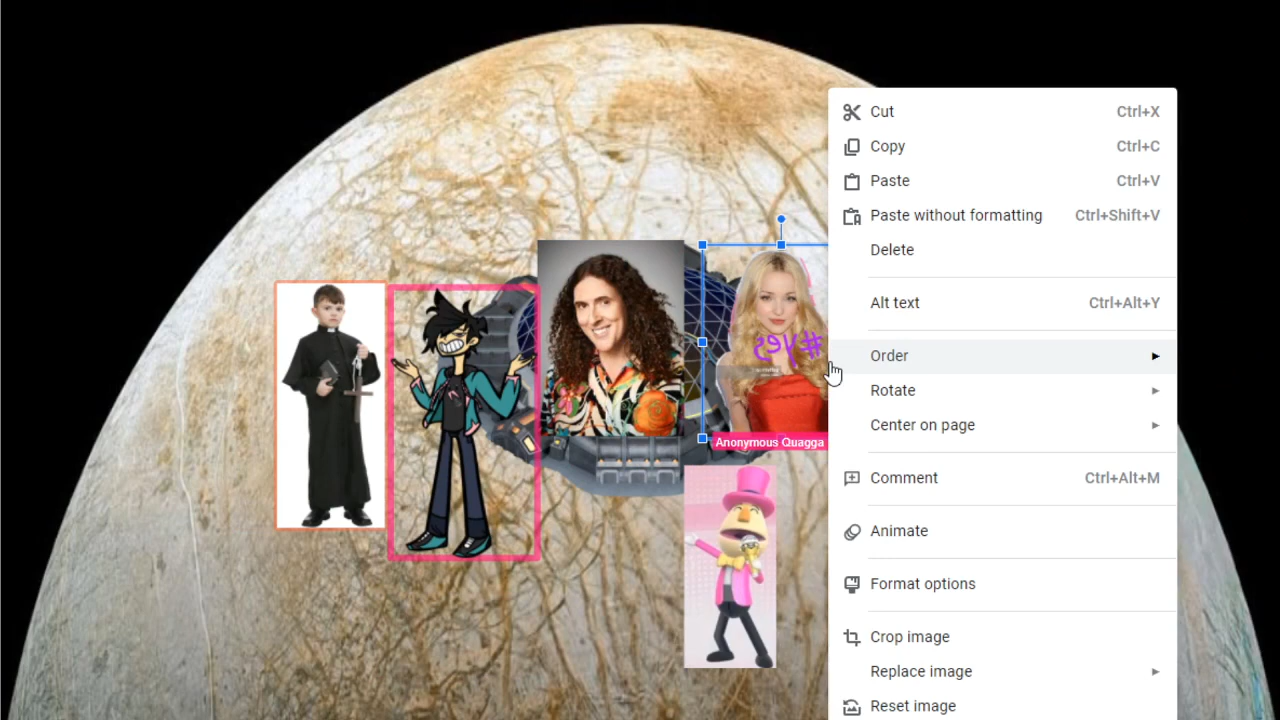 Cut Ctrl+X
Copy Ctrl+C
Paste Ctrl+V
Paste without formatting Ctrl+Shift+V
Delete
Alt text Ctrl+Alt+Y
#yes
Order
Rotate
Anonymous Quagga
Center on page
Comment Ctrl+Alt+M
Animate
Format options
Crop image
Replace image
Reset image